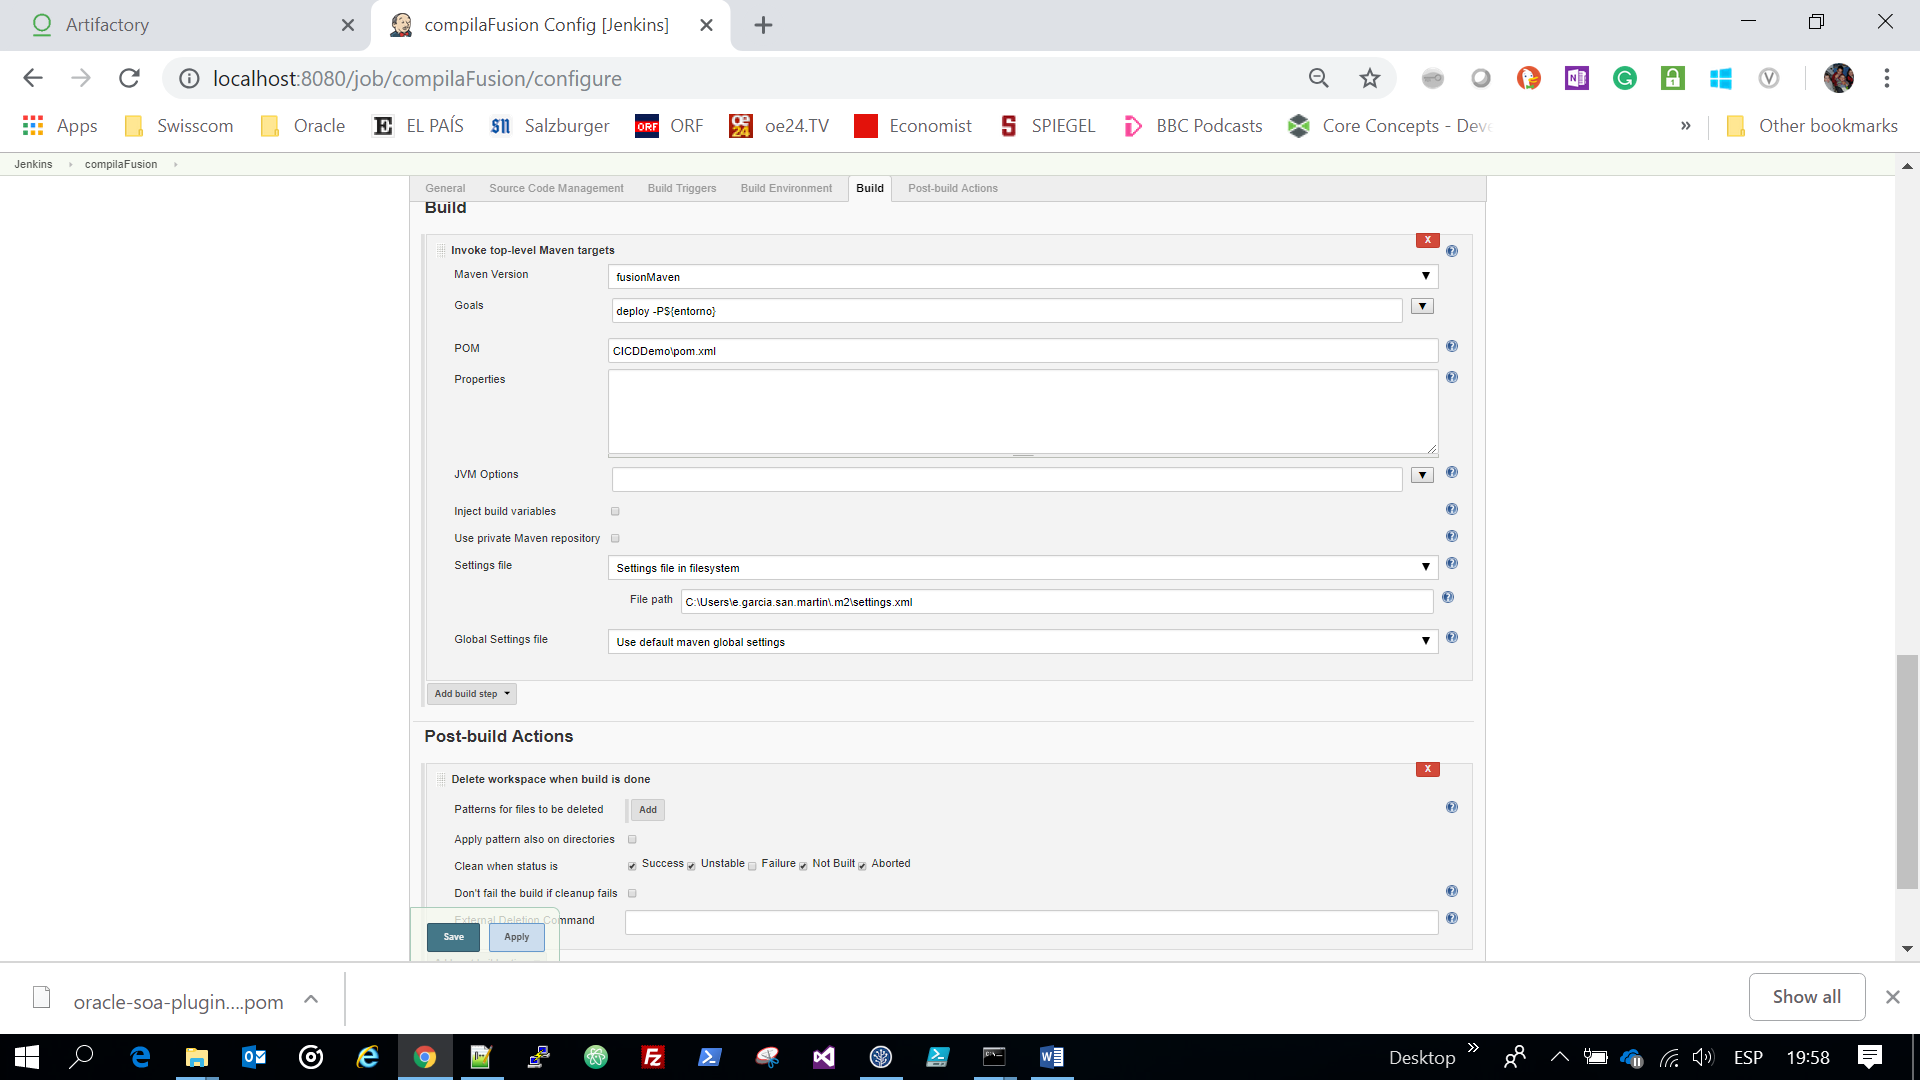 Artifactory
compilaFusion Config [Jenkins]
localhost:8080/job/compilaFusion/configure
Apps Swisscom Oracle EL PAÍS Salzburger ORF oe24.TV Economist SPIEGEL BBC Podcasts Core Concepts - Deve » Other bookmarks
Jenkins compilaFusion
General Source Code Management Build Triggers Build Environment Build Post-build Actions
Build
Invoke top-level Maven targets
X
Maven Version fusionMaven
Goals deploy -P${entorno}
POM CICDDemo\pom.xml
Properties
JVM Options
Inject build variables
Use private Maven repository
Settings file Settings file in filesystem
File path C:\Users\e.garcia.san.martin\.m2\settings.xml
Global Settings file Use default maven global settings
Add build step
Post-build Actions
Delete workspace when build is done
X
Patterns for files to be deleted Add
Apply pattern also on directories
Clean when status is Success Unstable Failure Not Built Aborted
Don't fail the build if cleanup fails
External Deletion Command
Save Apply
oracle-soa-plugin....pom
Show all
Desktop » ESP 19:58